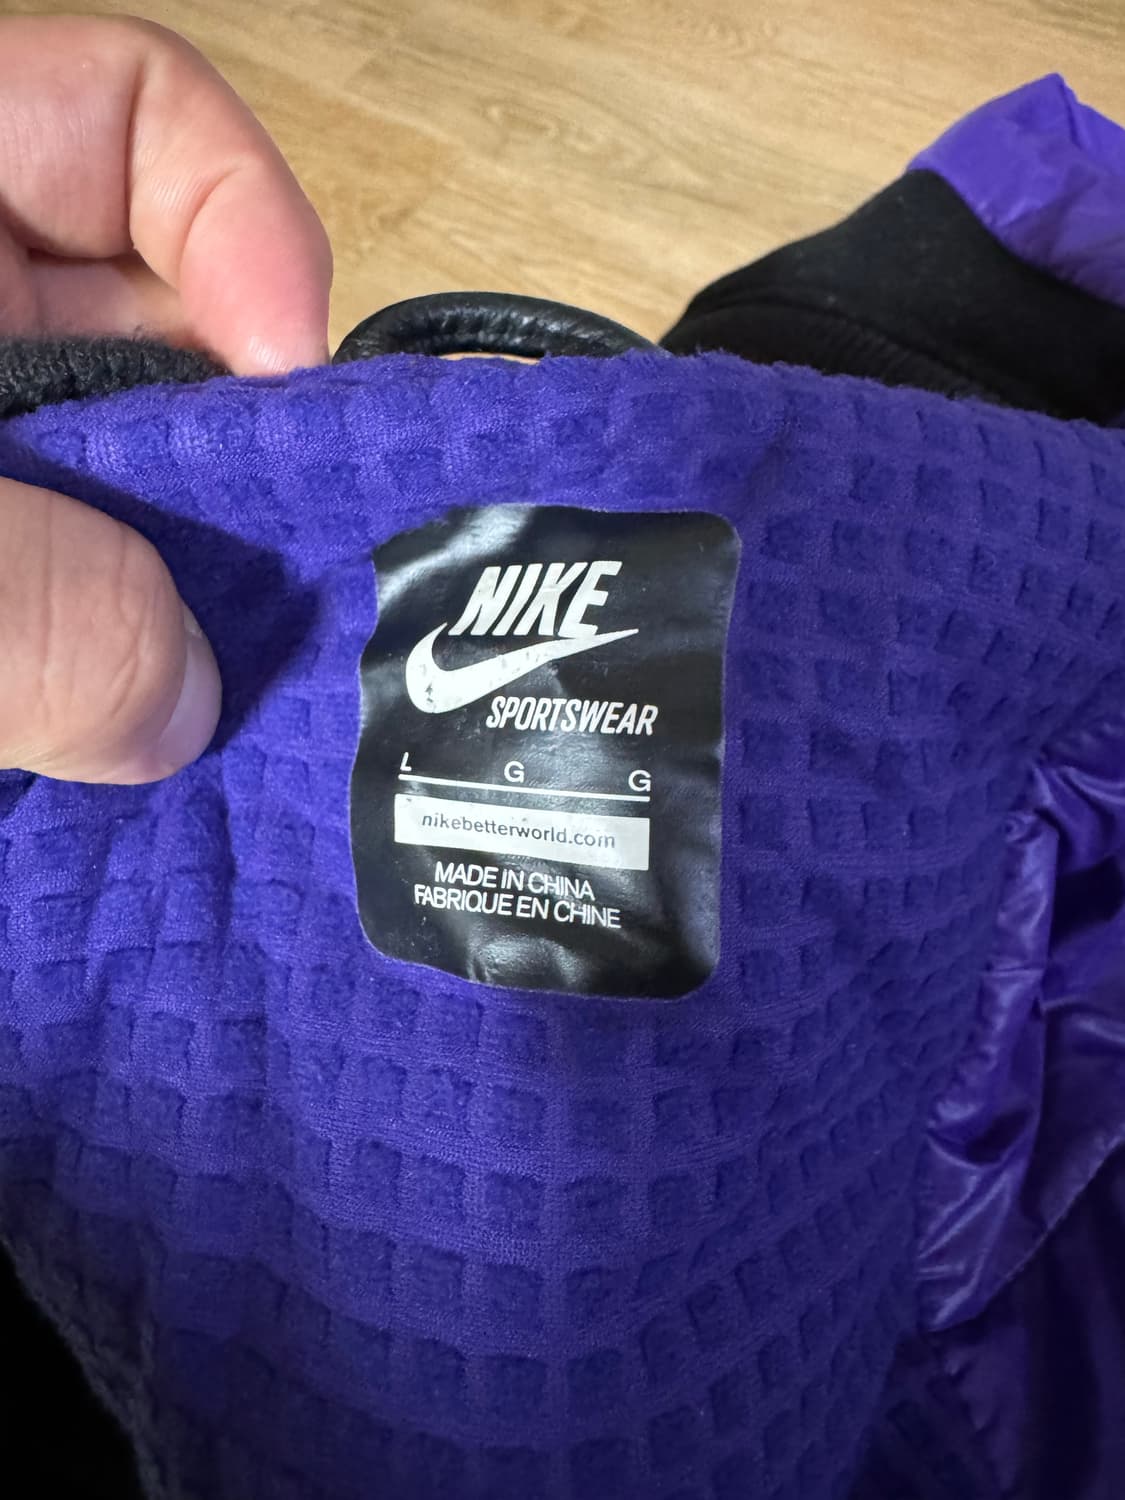 NIKE
SPORTSWEAR
L G G
nikebetterworld.com
MADE IN CHINA
FABRIQUE EN CHINE